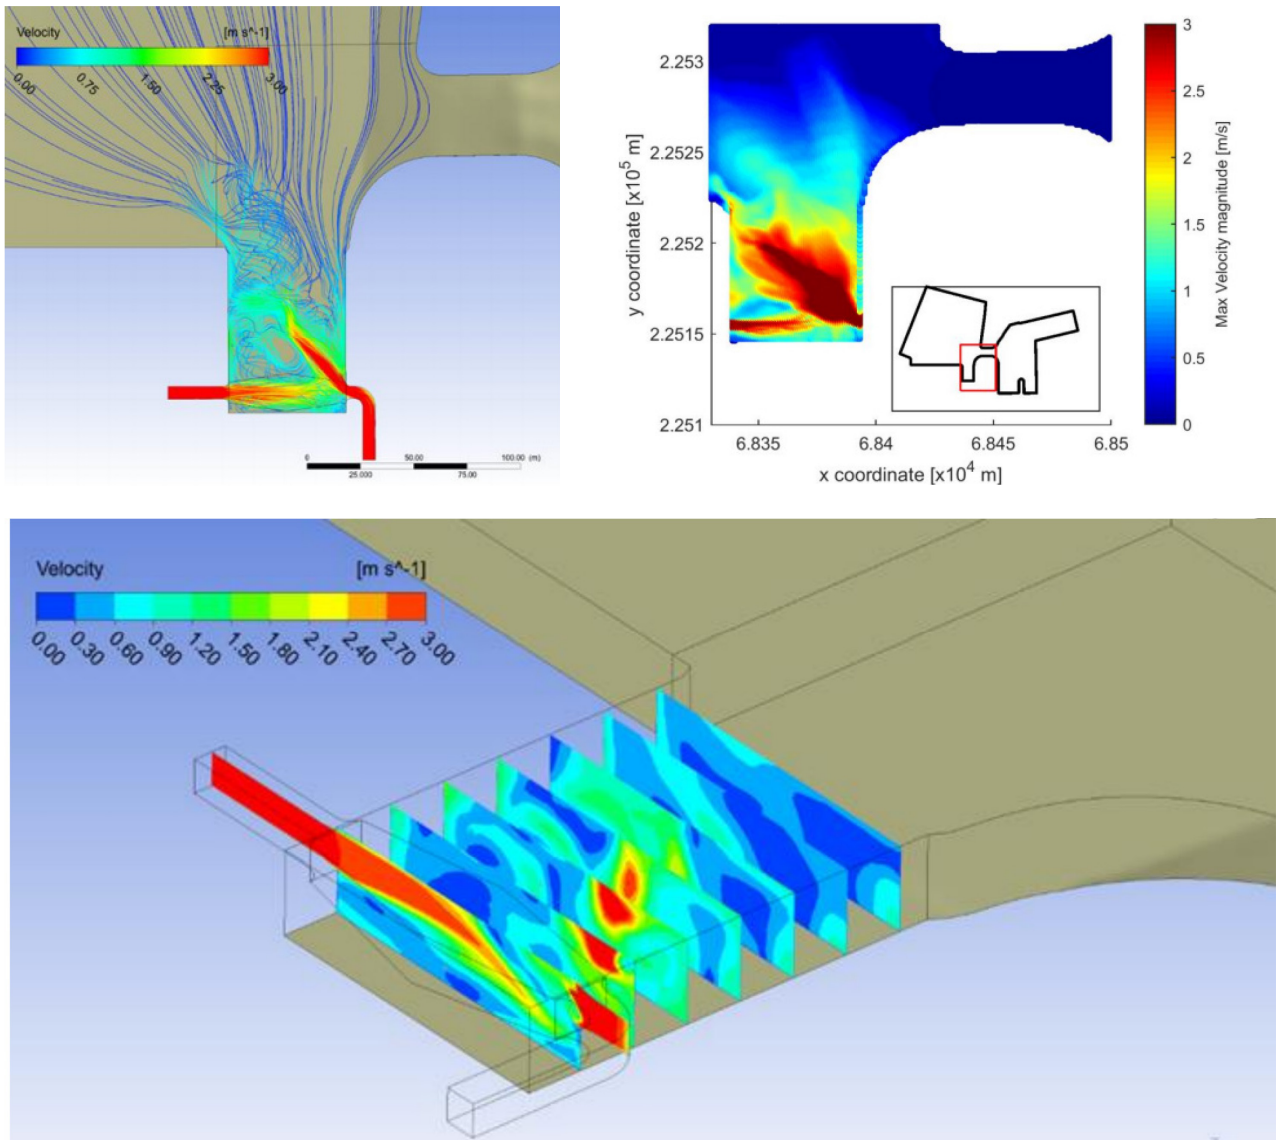 Velocity [m s^-1]
0.00 0.75 1.50 2.25 3.00
0 50.00 100.00 (m)
25.000 75.00
2.253
2.2525
2.252
2.2515
2.251
y coordinate [x10^5 m]
6.835 6.84 6.845 6.85
x coordinate [x10^4 m]
3
2.5
2
1.5
1
0.5
0
Max Velocity magnitude [m/s]
Velocity [m s^-1]
0.00 0.30 0.60 0.90 1.20 1.50 1.80 2.10 2.40 2.70 3.00